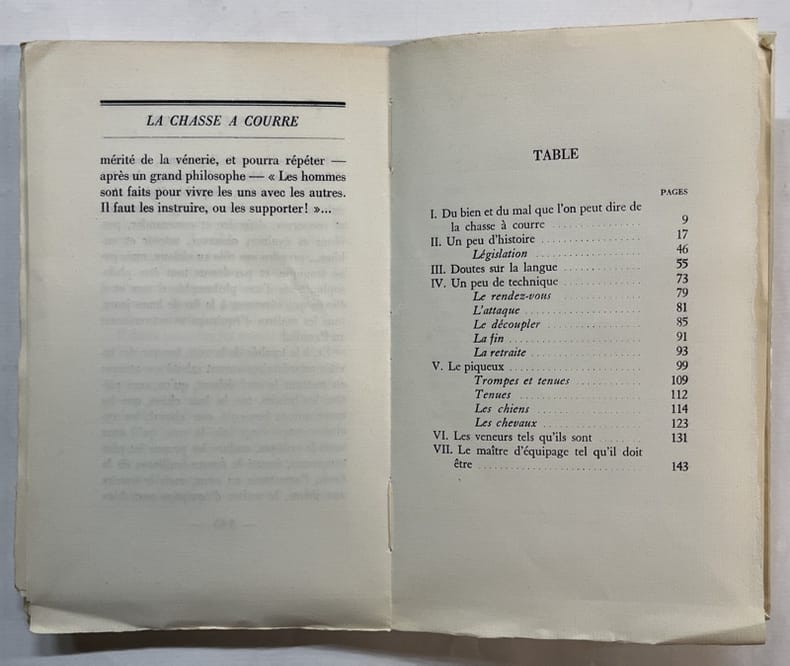 LA CHASSE A COURRE
mérité de la vénerie, et pourra répéter —
après un grand philosophe — « Les hommes
sont faits pour vivre les uns avec les autres.
Il faut les instruire, ou les supporter! »...
TABLE
PAGES
I. Du bien et du mal que l'on peut dire de
la chasse à courre ................ 9
II. Un peu d'histoire ................ 17
Législation ................ 46
III. Doutes sur la langue ................ 55
IV. Un peu de technique ................ 73
Le rendez-vous ................ 79
L'attaque ................ 81
Le découpler ................ 85
La fin ................ 91
La retraite ................ 93
V. Le piqueux ................ 99
Trompes et tenues ................ 109
Tenues ................ 112
Les chiens ................ 114
Les chevaux ................ 123
VI. Les veneurs tels qu'ils sont ........ 131
VII. Le maître d'équipage tel qu'il doit
être ................ 143